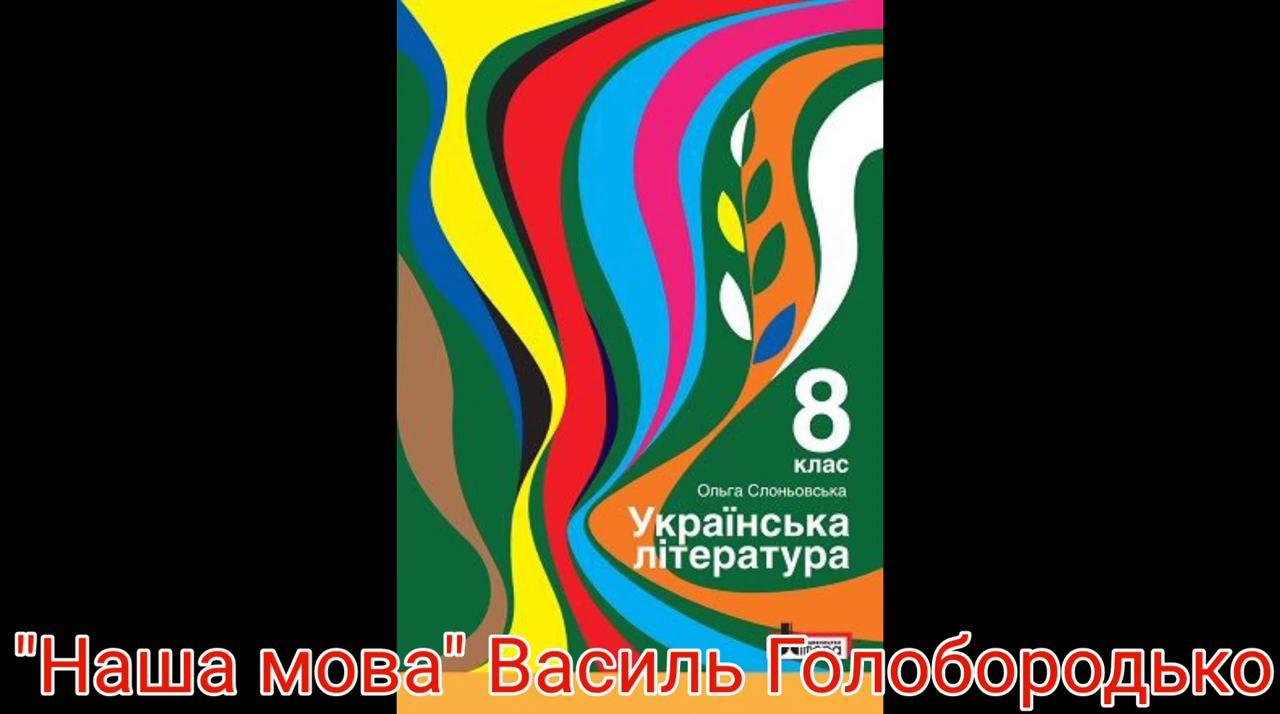 8
клас
Ольга Слоньовська
Українська
література
"Наша мова" Василь Голобородько